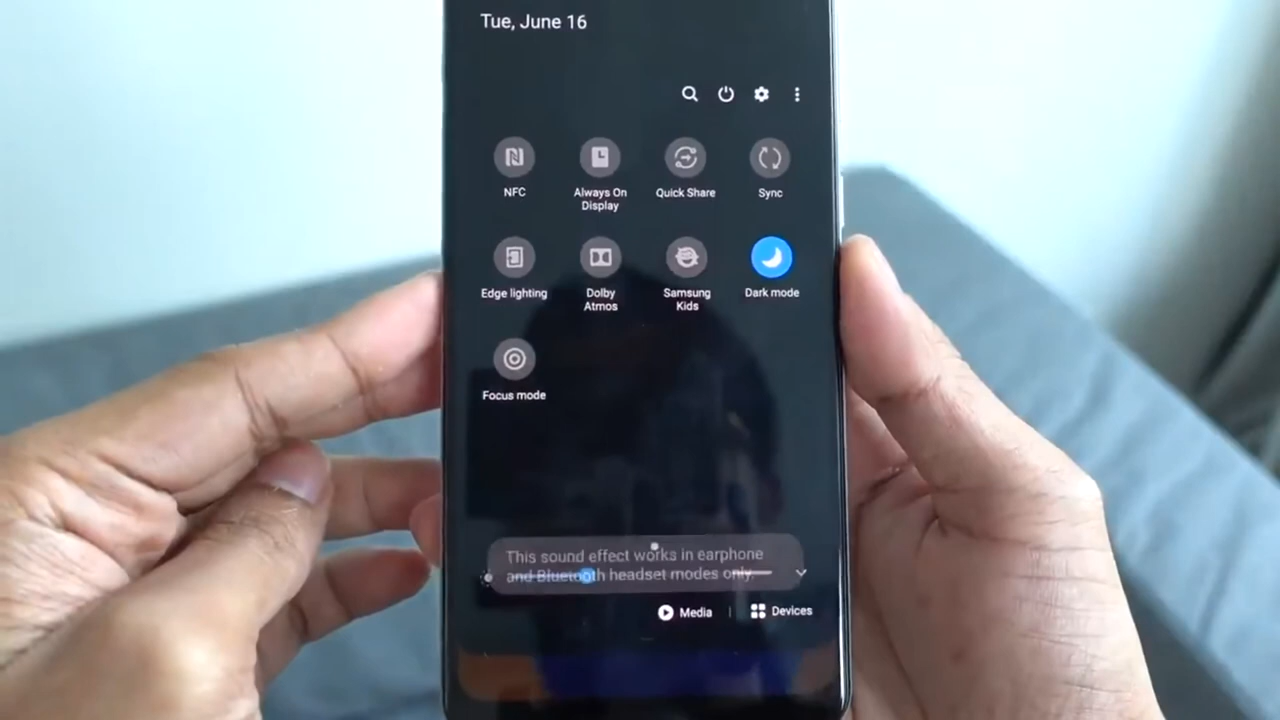 Tue, June 16
NFC
Always On
Display
Quick Share
Sync
Edge lighting
Dolby
Atmos
Samsung
Kids
Dark mode
Focus mode
This sound effect works in earphone
and Bluetooth headset modes only.
Media
Devices